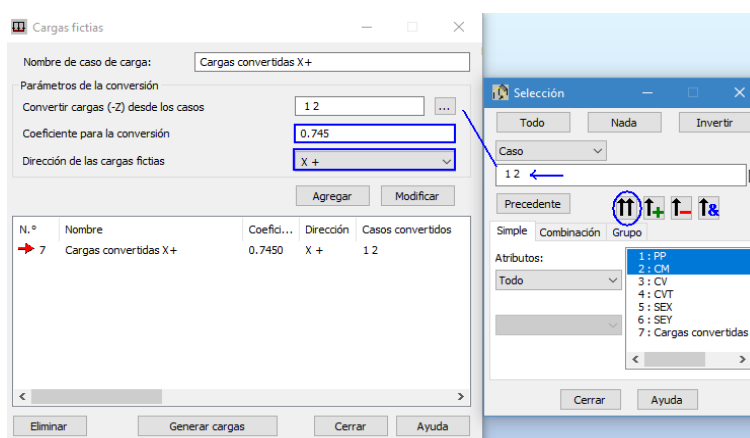 Cargas fictias
Nombre de caso de carga: Cargas convertidas X+
Parámetros de la conversión
Convertir cargas (-Z) desde los casos 1 2 ...
Coeficiente para la conversión 0.745
Dirección de las cargas fictias X +
Agregar Modificar
N.º Nombre Coefici... Dirección Casos convertidos
7 Cargas convertidas X+ 0.7450 X + 1 2
Eliminar Generar cargas Cerrar Ayuda
Selección
Todo Nada Invertir
Caso
1 2
Precedente
Simple Combinación Grupo
Atributos:
Todo
1 : PP
2 : CM
3 : CV
4 : CVT
5 : SEX
6 : SEY
7 : Cargas convertidas
Cerrar Ayuda